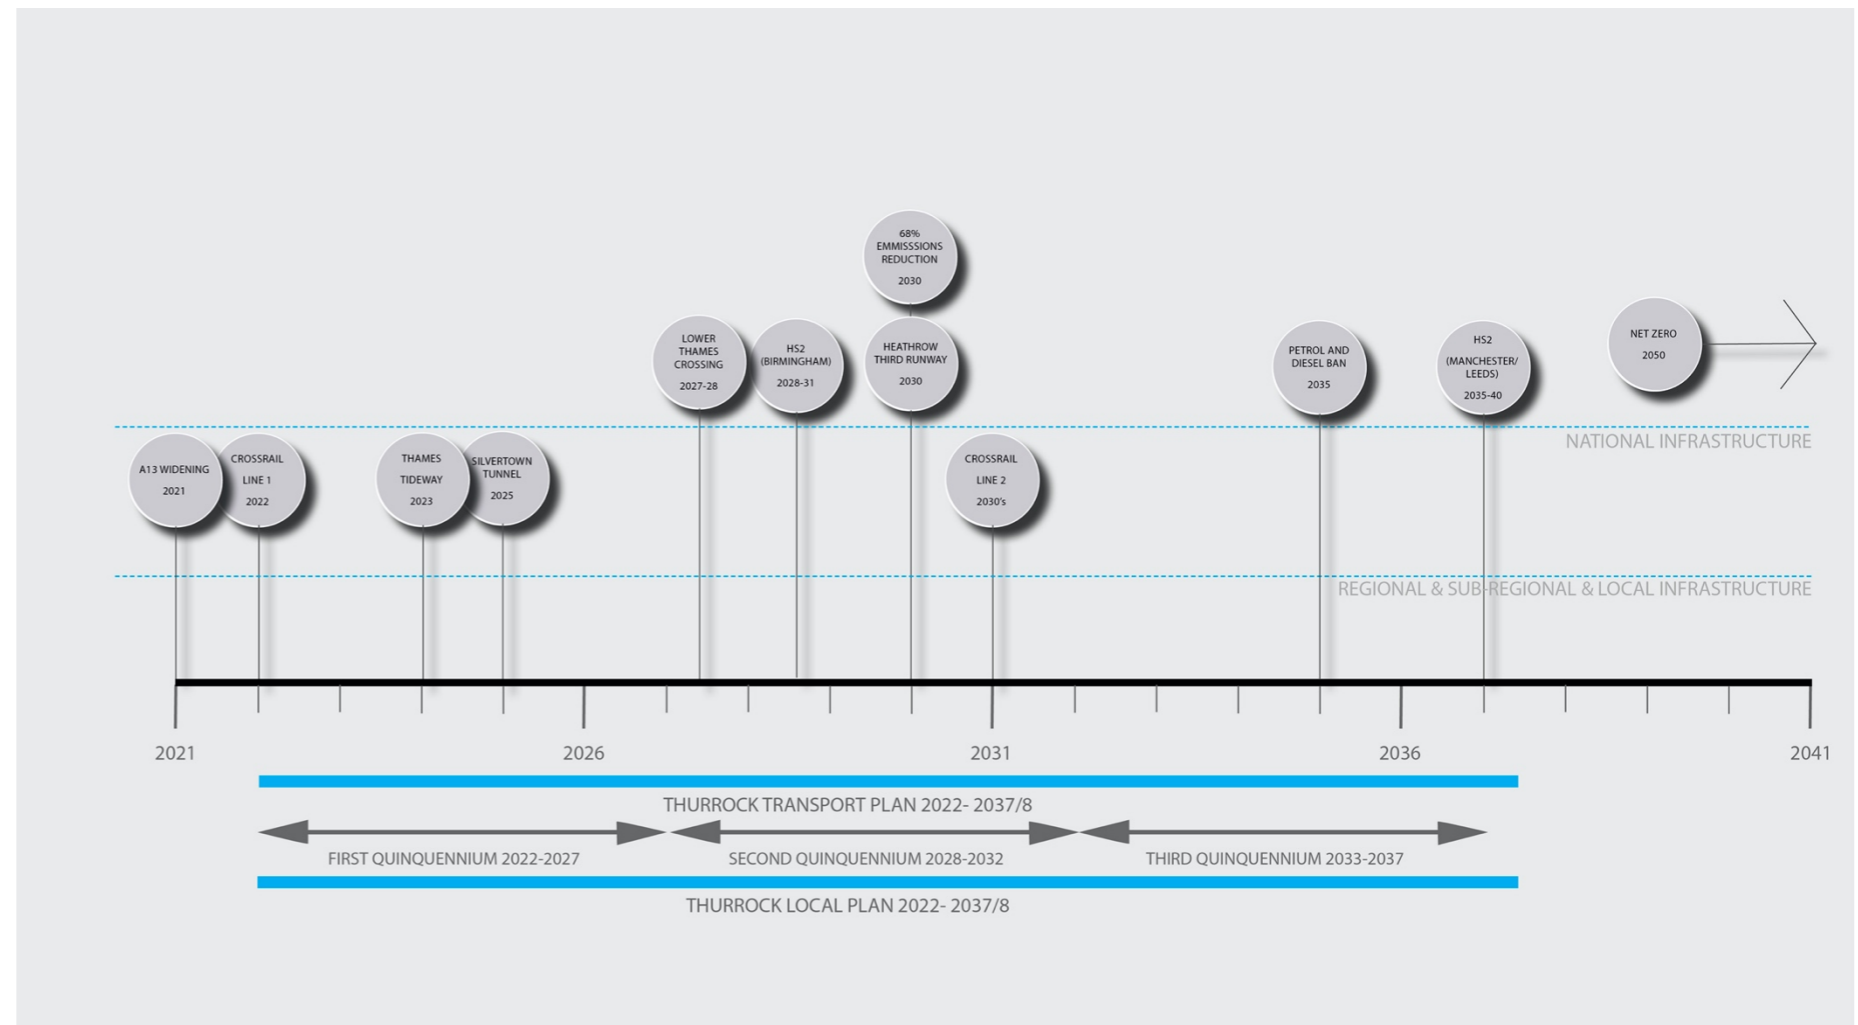 68%
EMMISSSIONS
REDUCTION
2030
LOWER
THAMES
CROSSING
2027-28
HS2
(BIRMINGHAM)
2028-31
HEATHROW
THIRD RUNWAY
2030
PETROL AND
DIESEL BAN
2035
HS2
(MANCHESTER/
LEEDS)
2035-40
NET ZERO
2050
NATIONAL INFRASTRUCTURE
A13 WIDENING
2021
CROSSRAIL
LINE 1
2022
THAMES
TIDEWAY
2023
SILVERTOWN
TUNNEL
2025
CROSSRAIL
LINE 2
2030's
REGIONAL & SUB-REGIONAL & LOCAL INFRASTRUCTURE
2021
2026
2031
2036
2041
THURROCK TRANSPORT PLAN 2022- 2037/8
FIRST QUINQUENNIUM 2022-2027
SECOND QUINQUENNIUM 2028-2032
THIRD QUINQUENNIUM 2033-2037
THURROCK LOCAL PLAN 2022- 2037/8